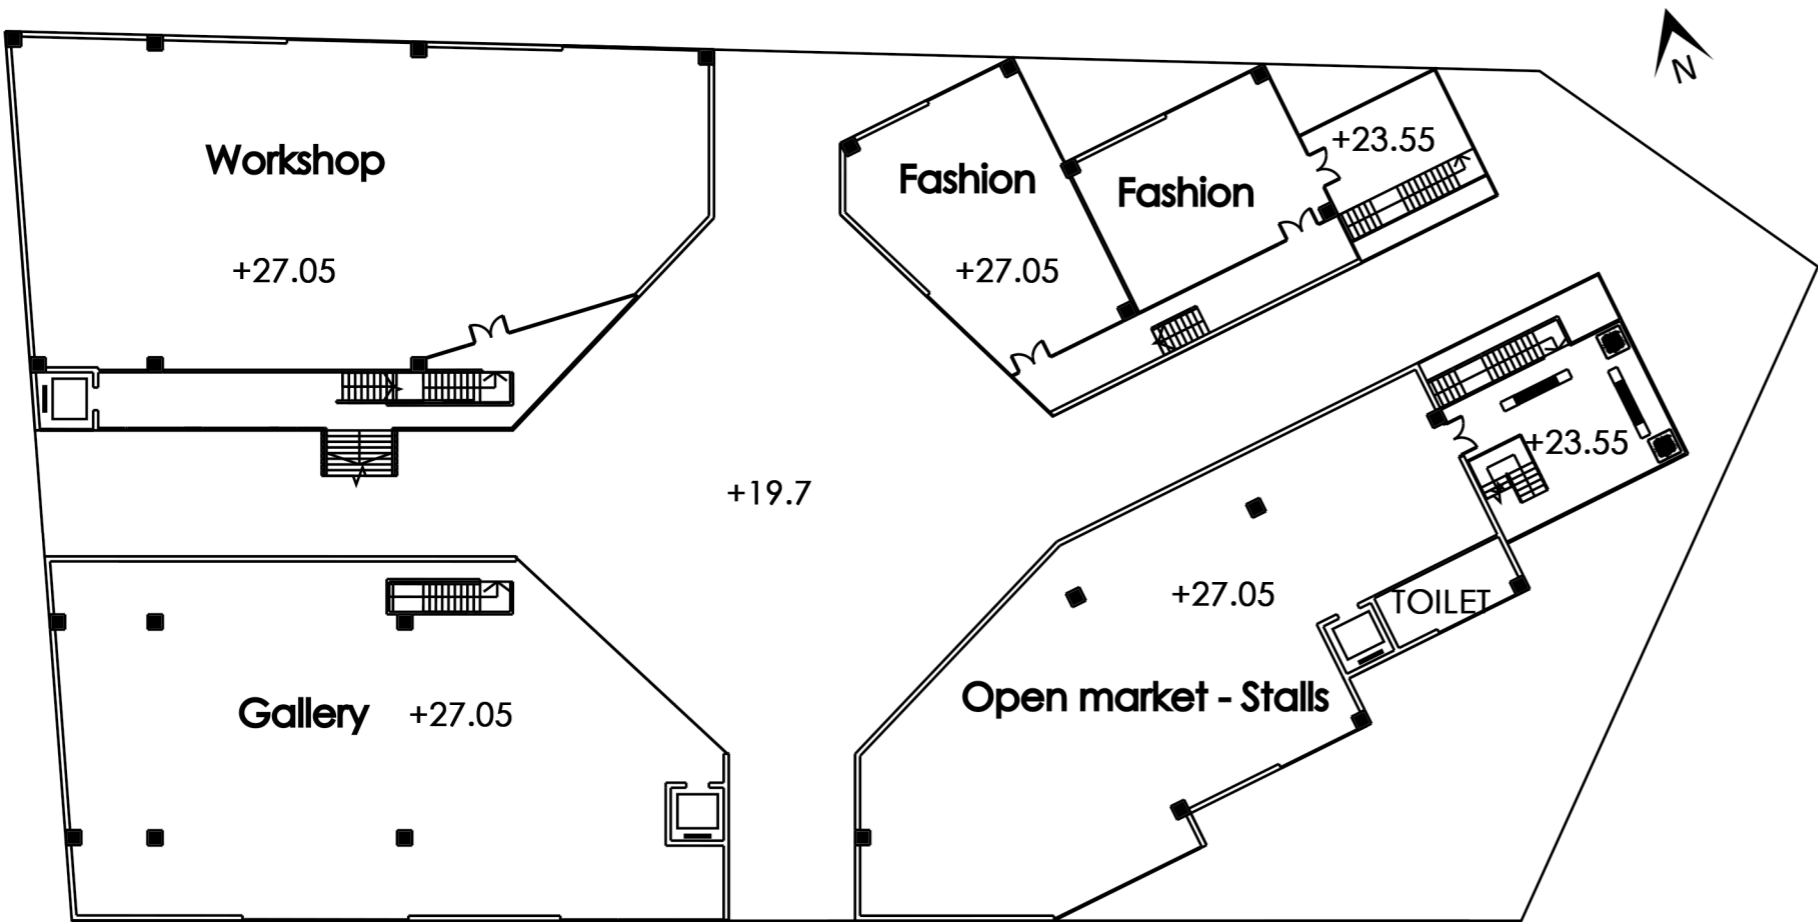 N
Workshop
+27.05
Fashion
+27.05
Fashion
+23.55
+19.7
+23.55
+27.05
TOILET
Open market - Stalls
Gallery +27.05